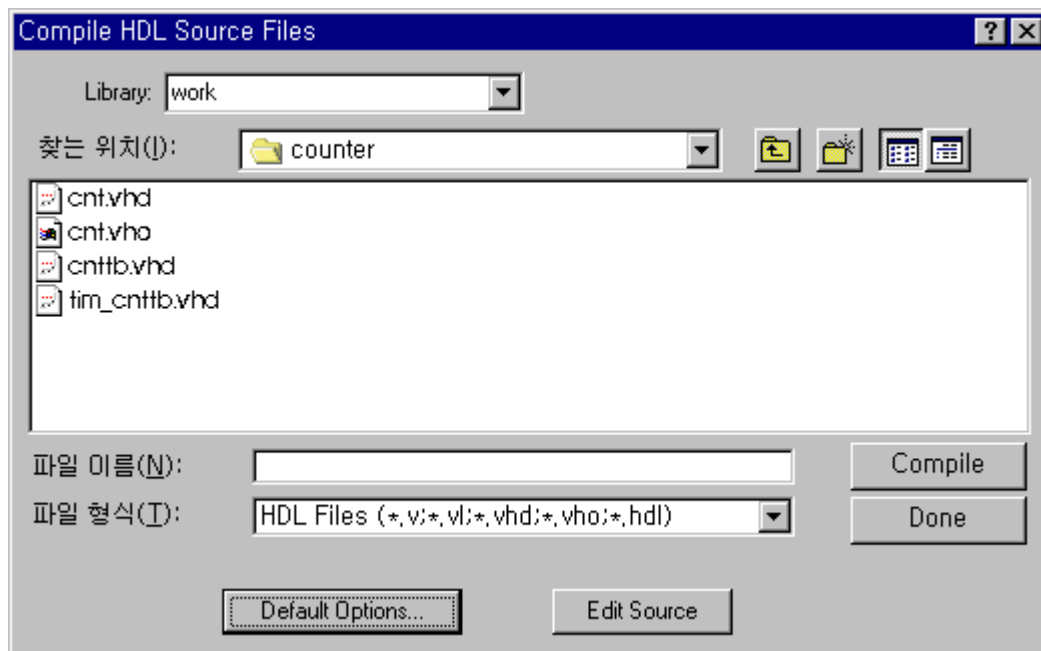 Compile HDL Source Files
Library: work
찾는 위치(I): counter
cnt.vhd
cnt.vho
cnttb.vhd
tim_cnttb.vhd
파일 이름(N): Compile
파일 형식(T): HDL Files (*,v;*,vl;*,vhd;*,vho;*,hdl) Done
Default Options... Edit Source